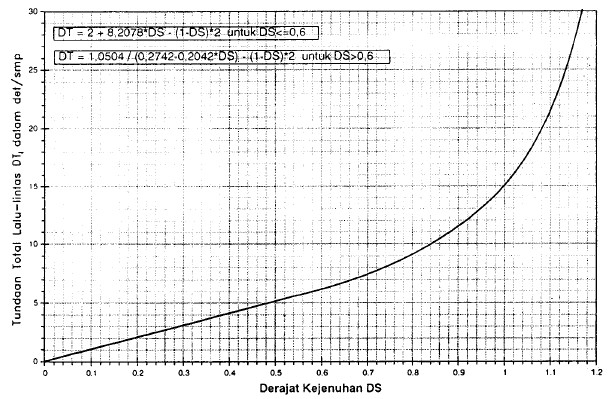 30
DT = 2 + 8,2078*DS - (1-DS)*2 untuk DS<=0,6
DT = 1,0504 / (0,2742-0,2042*DS) - (1-DS)*2 untuk DS>0,6
25
20
15
10
5
0
Tundaan Total Lalu-lintas DT, dalam det/smp
0 0.1 0.2 0.3 0.4 0.5 0.6 0.7 0.8 0.9 1 1.1 1.2
Derajat Kejenuhan DS